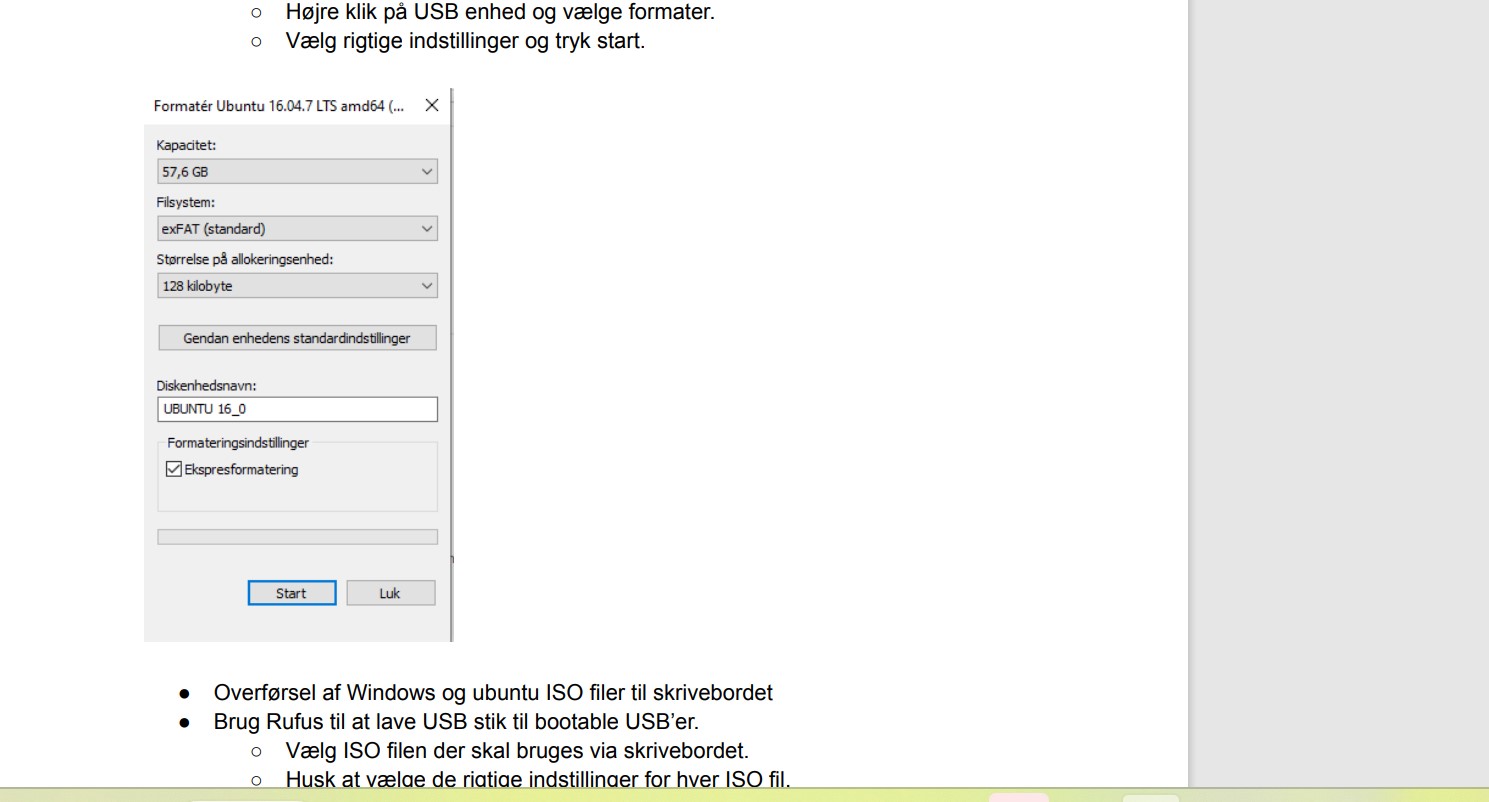 ○ Højre klik på USB enhed og vælge formater.
○ Vælg rigtige indstillinger og tryk start.
Formatér Ubuntu 16.04.7 LTS amd64 (...
Kapacitet:
57,6 GB
Filsystem:
exFAT (standard)
Størrelse på allokeringsenhed:
128 kilobyte
Gendan enhedens standardindstillinger
Diskenhedsnavn:
UBUNTU 16_0
Formateringsindstillinger
Ekspresformatering
Start Luk
● Overførsel af Windows og ubuntu ISO filer til skrivebordet
● Brug Rufus til at lave USB stik til bootable USB’er.
○ Vælg ISO filen der skal bruges via skrivebordet.
○ Husk at vælge de rigtige indstillinger for hver ISO fil.